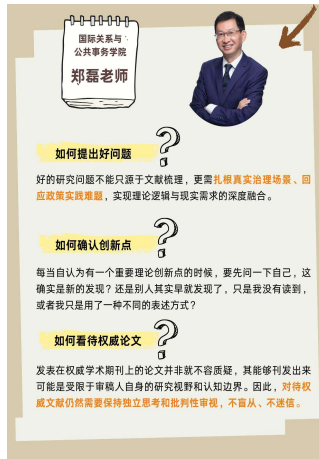 国际关系与
公共事务学院
郑磊老师
如何提出好问题
好的研究问题不能只源于文献梳理，更需扎根真实治理场景、回
应政策实践难题，实现理论逻辑与现实需求的深度融合。
如何确认创新点
每当自认为有一个重要理论创新点的时候，要先问一下自己，这
确实是新的发现？还是别人其实早就发现了，只是我没有读到，
或者我只是用了一种不同的表述方式？
如何看待权威论文
发表在权威学术期刊上的论文并非就不容质疑，其能够刊发出来
可能是受限于审稿人自身的研究视野和认知边界。因此，对待权
威文献仍然需要保持独立思考和批判性审视，不盲从、不迷信。